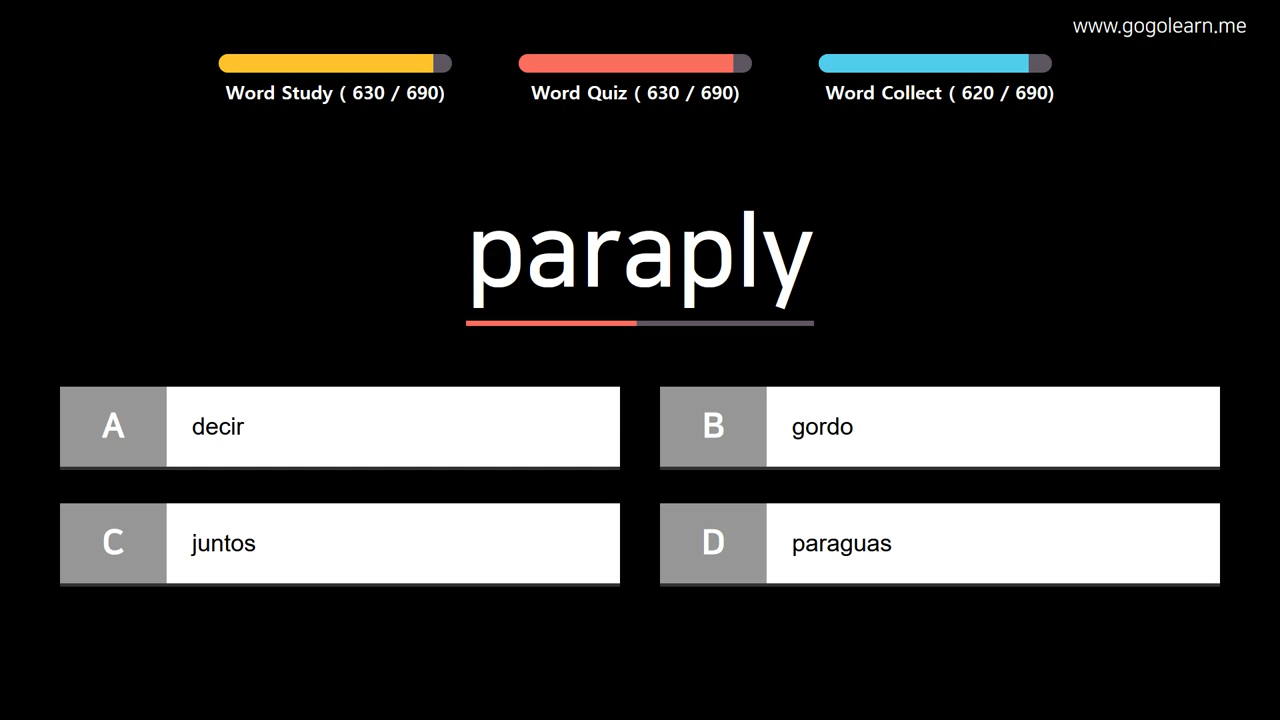 www.gogolearn.me
Word Study ( 630 / 690)
Word Quiz ( 630 / 690)
Word Collect ( 620 / 690)
paraply
A
decir
B
gordo
C
juntos
D
paraguas